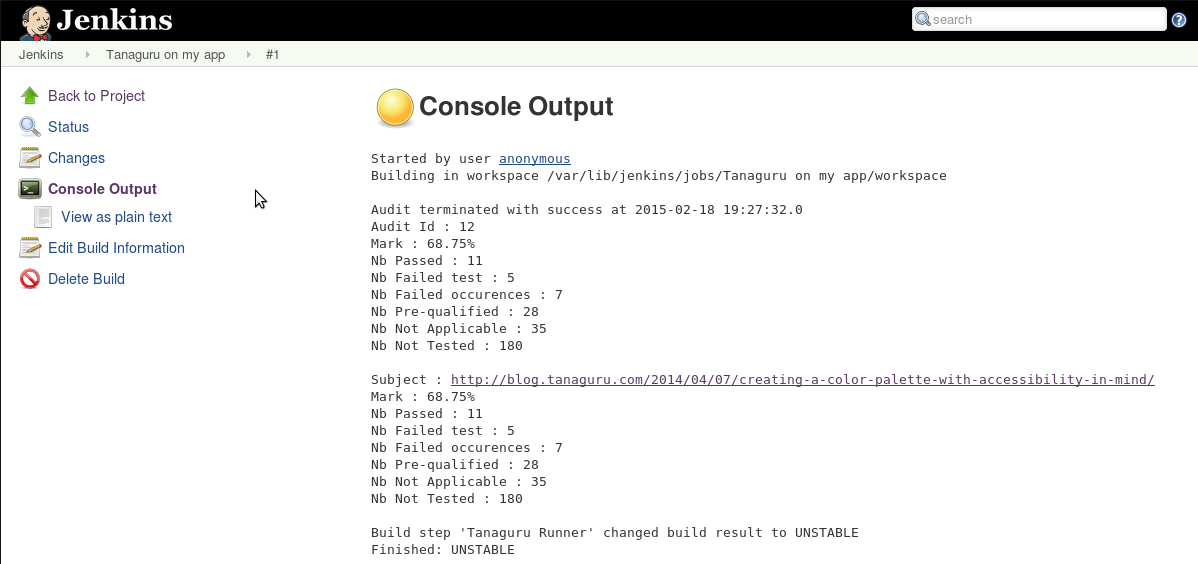 Jenkins
search
Jenkins Tanaguru on my app #1
Back to Project
Status
Changes
Console Output
View as plain text
Edit Build Information
Delete Build
Console Output
Started by user anonymous
Building in workspace /var/lib/jenkins/jobs/Tanaguru on my app/workspace
Audit terminated with success at 2015-02-18 19:27:32.0
Audit Id : 12
Mark : 68.75%
Nb Passed : 11
Nb Failed test : 5
Nb Failed occurences : 7
Nb Pre-qualified : 28
Nb Not Applicable : 35
Nb Not Tested : 180
Subject : http://blog.tanaguru.com/2014/04/07/creating-a-color-palette-with-accessibility-in-mind/
Mark : 68.75%
Nb Passed : 11
Nb Failed test : 5
Nb Failed occurences : 7
Nb Pre-qualified : 28
Nb Not Applicable : 35
Nb Not Tested : 180
Build step 'Tanaguru Runner' changed build result to UNSTABLE
Finished: UNSTABLE